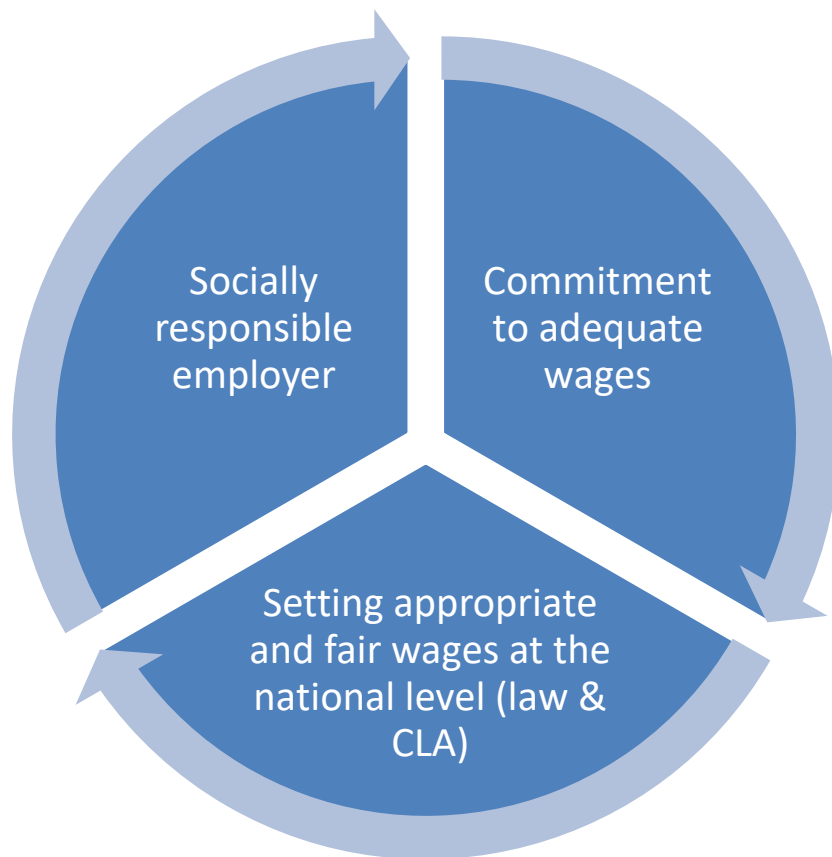 Socially
responsible
employer
Commitment
to adequate
wages
Setting appropriate
and fair wages at the
national level (law &
CLA)